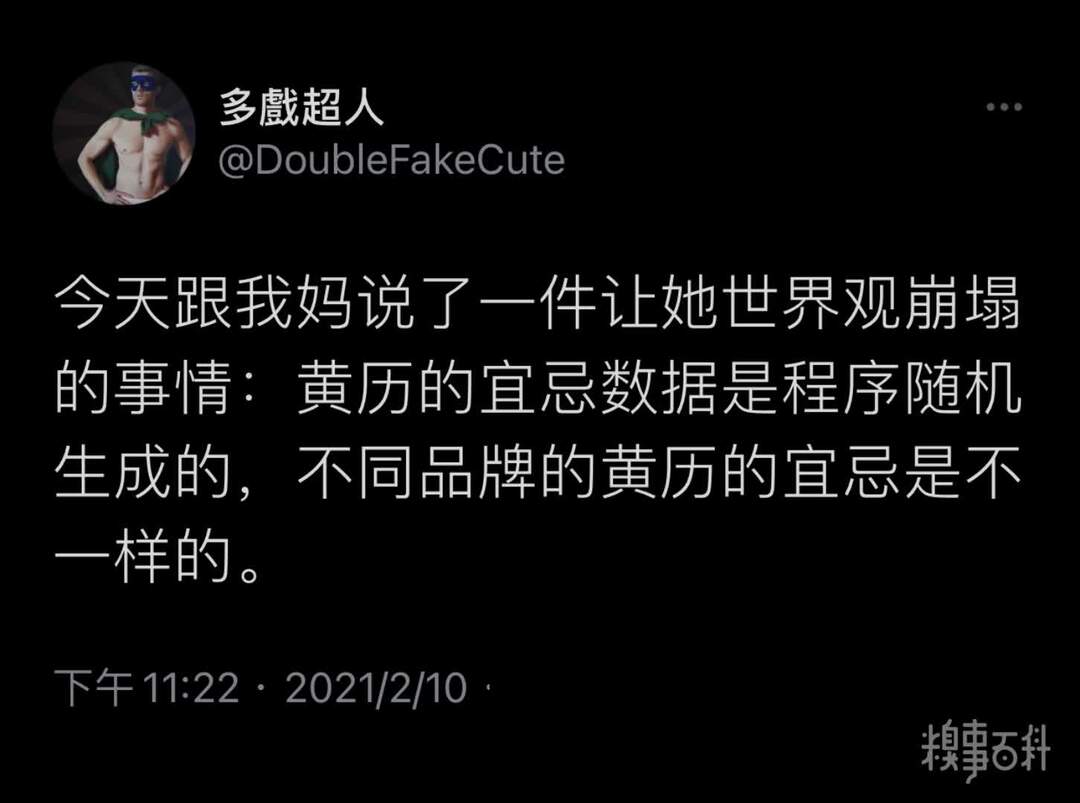 多戲超人
@DoubleFakeCute
今天跟我妈说了一件让她世界观崩塌
的事情：黄历的宜忌数据是程序随机
生成的，不同品牌的黄历的宜忌是不
一样的。
下午11:22 · 2021/2/10 ·
糗事百科